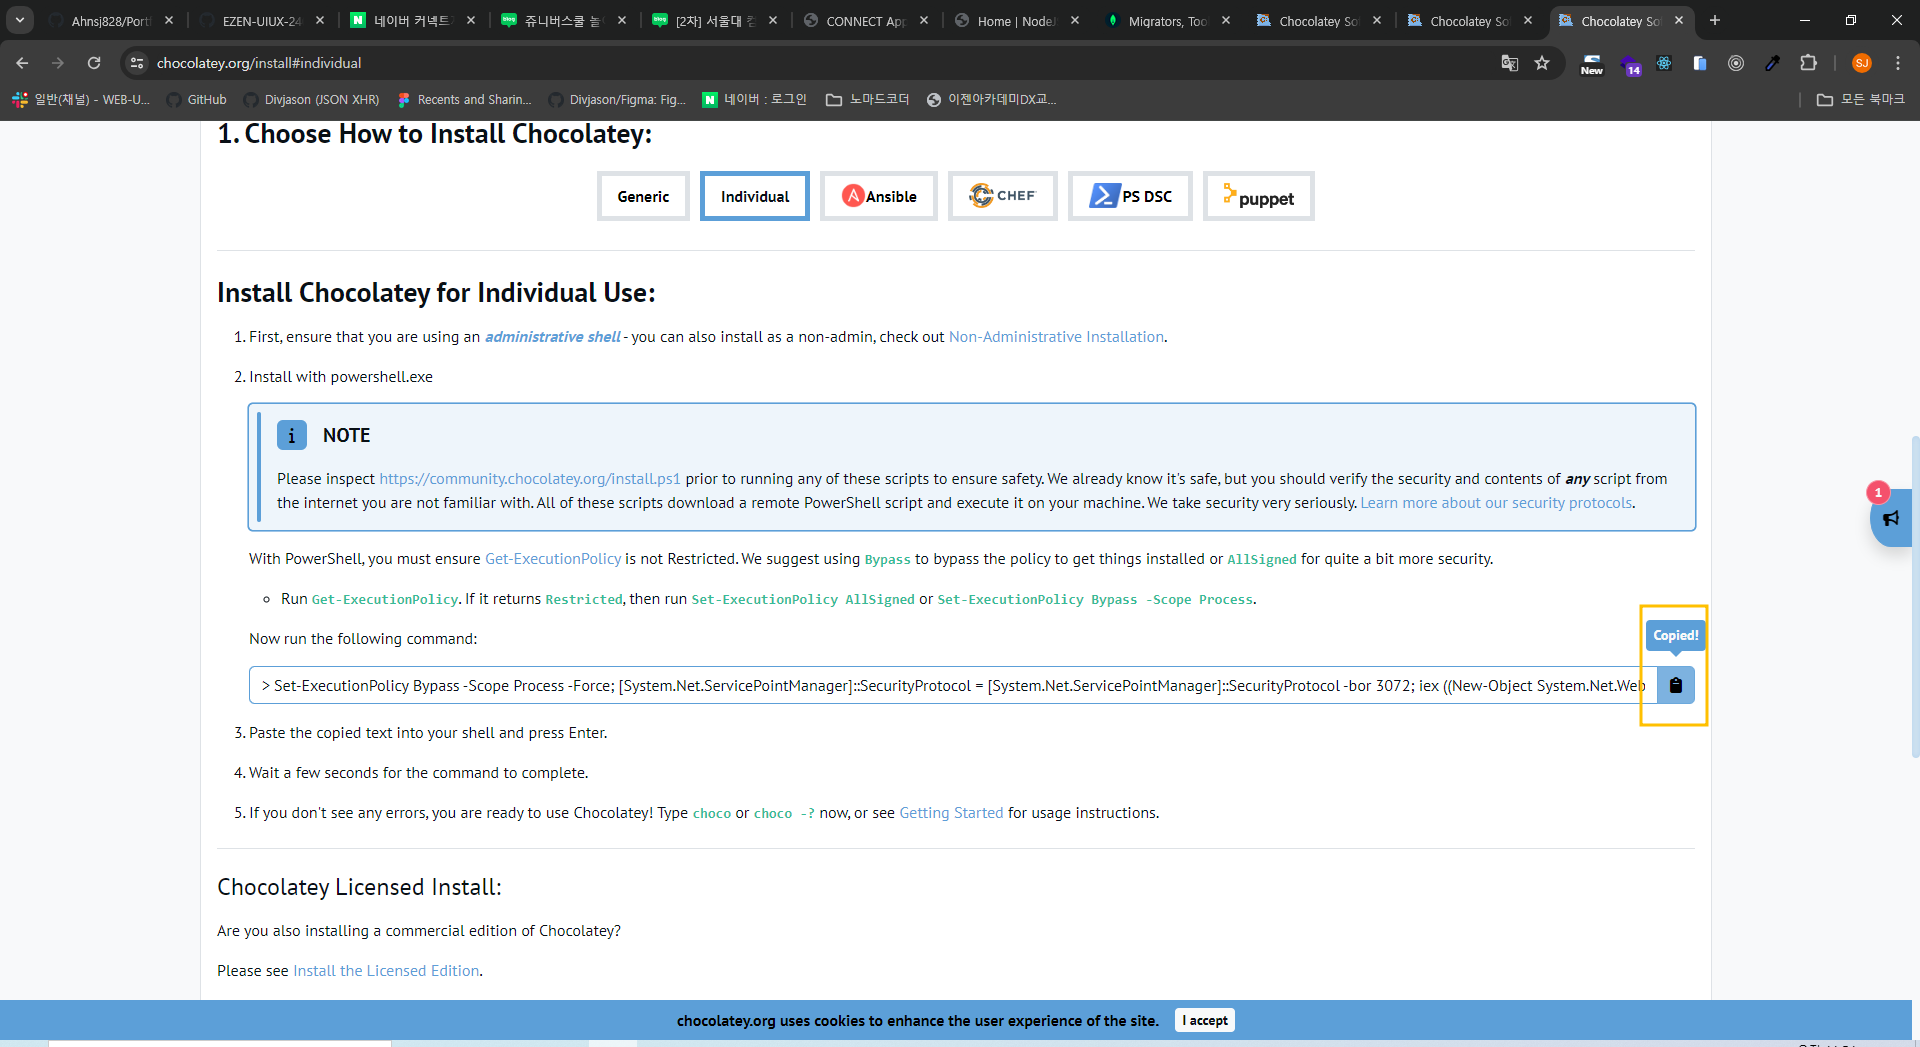 Ahnsj828/Portf
EZEN-UIUX-24
네이버 커넥트
쥬니버스쿨 놀
[2차] 서울대 컴
CONNECT App
Home | NodeJ
Migrators, Too
Chocolatey Sof
Chocolatey Sof
Chocolatey Sof
chocolatey.org/install#individual
New
14
SJ
일반(채널) - WEB-U...
GitHub
Divjason (JSON XHR)
Recents and Sharin...
Divjason/Figma: Fig...
네이버 : 로그인
노마드코더
이젠아카데미DX교...
모든 북마크
1. Choose How to Install Chocolatey:
Generic
Individual
Ansible
CHEF
PS DSC
puppet
Install Chocolatey for Individual Use:
1. First, ensure that you are using an administrative shell - you can also install as a non-admin, check out Non-Administrative Installation.
2. Install with powershell.exe
NOTE
Please inspect https://community.chocolatey.org/install.ps1 prior to running any of these scripts to ensure safety. We already know it's safe, but you should verify the security and contents of any script from
the internet you are not familiar with. All of these scripts download a remote PowerShell script and execute it on your machine. We take security very seriously. Learn more about our security protocols.
1
With PowerShell, you must ensure Get-ExecutionPolicy is not Restricted. We suggest using Bypass to bypass the policy to get things installed or AllSigned for quite a bit more security.
Run Get-ExecutionPolicy. If it returns Restricted, then run Set-ExecutionPolicy AllSigned or Set-ExecutionPolicy Bypass -Scope Process.
Now run the following command:
Copied!
> Set-ExecutionPolicy Bypass -Scope Process -Force; [System.Net.ServicePointManager]::SecurityProtocol = [System.Net.ServicePointManager]::SecurityProtocol -bor 3072; iex ((New-Object System.Net.Web
3. Paste the copied text into your shell and press Enter.
4. Wait a few seconds for the command to complete.
5. If you don't see any errors, you are ready to use Chocolatey! Type choco or choco -? now, or see Getting Started for usage instructions.
Chocolatey Licensed Install:
Are you also installing a commercial edition of Chocolatey?
Please see Install the Licensed Edition.
chocolatey.org uses cookies to enhance the user experience of the site.
I accept